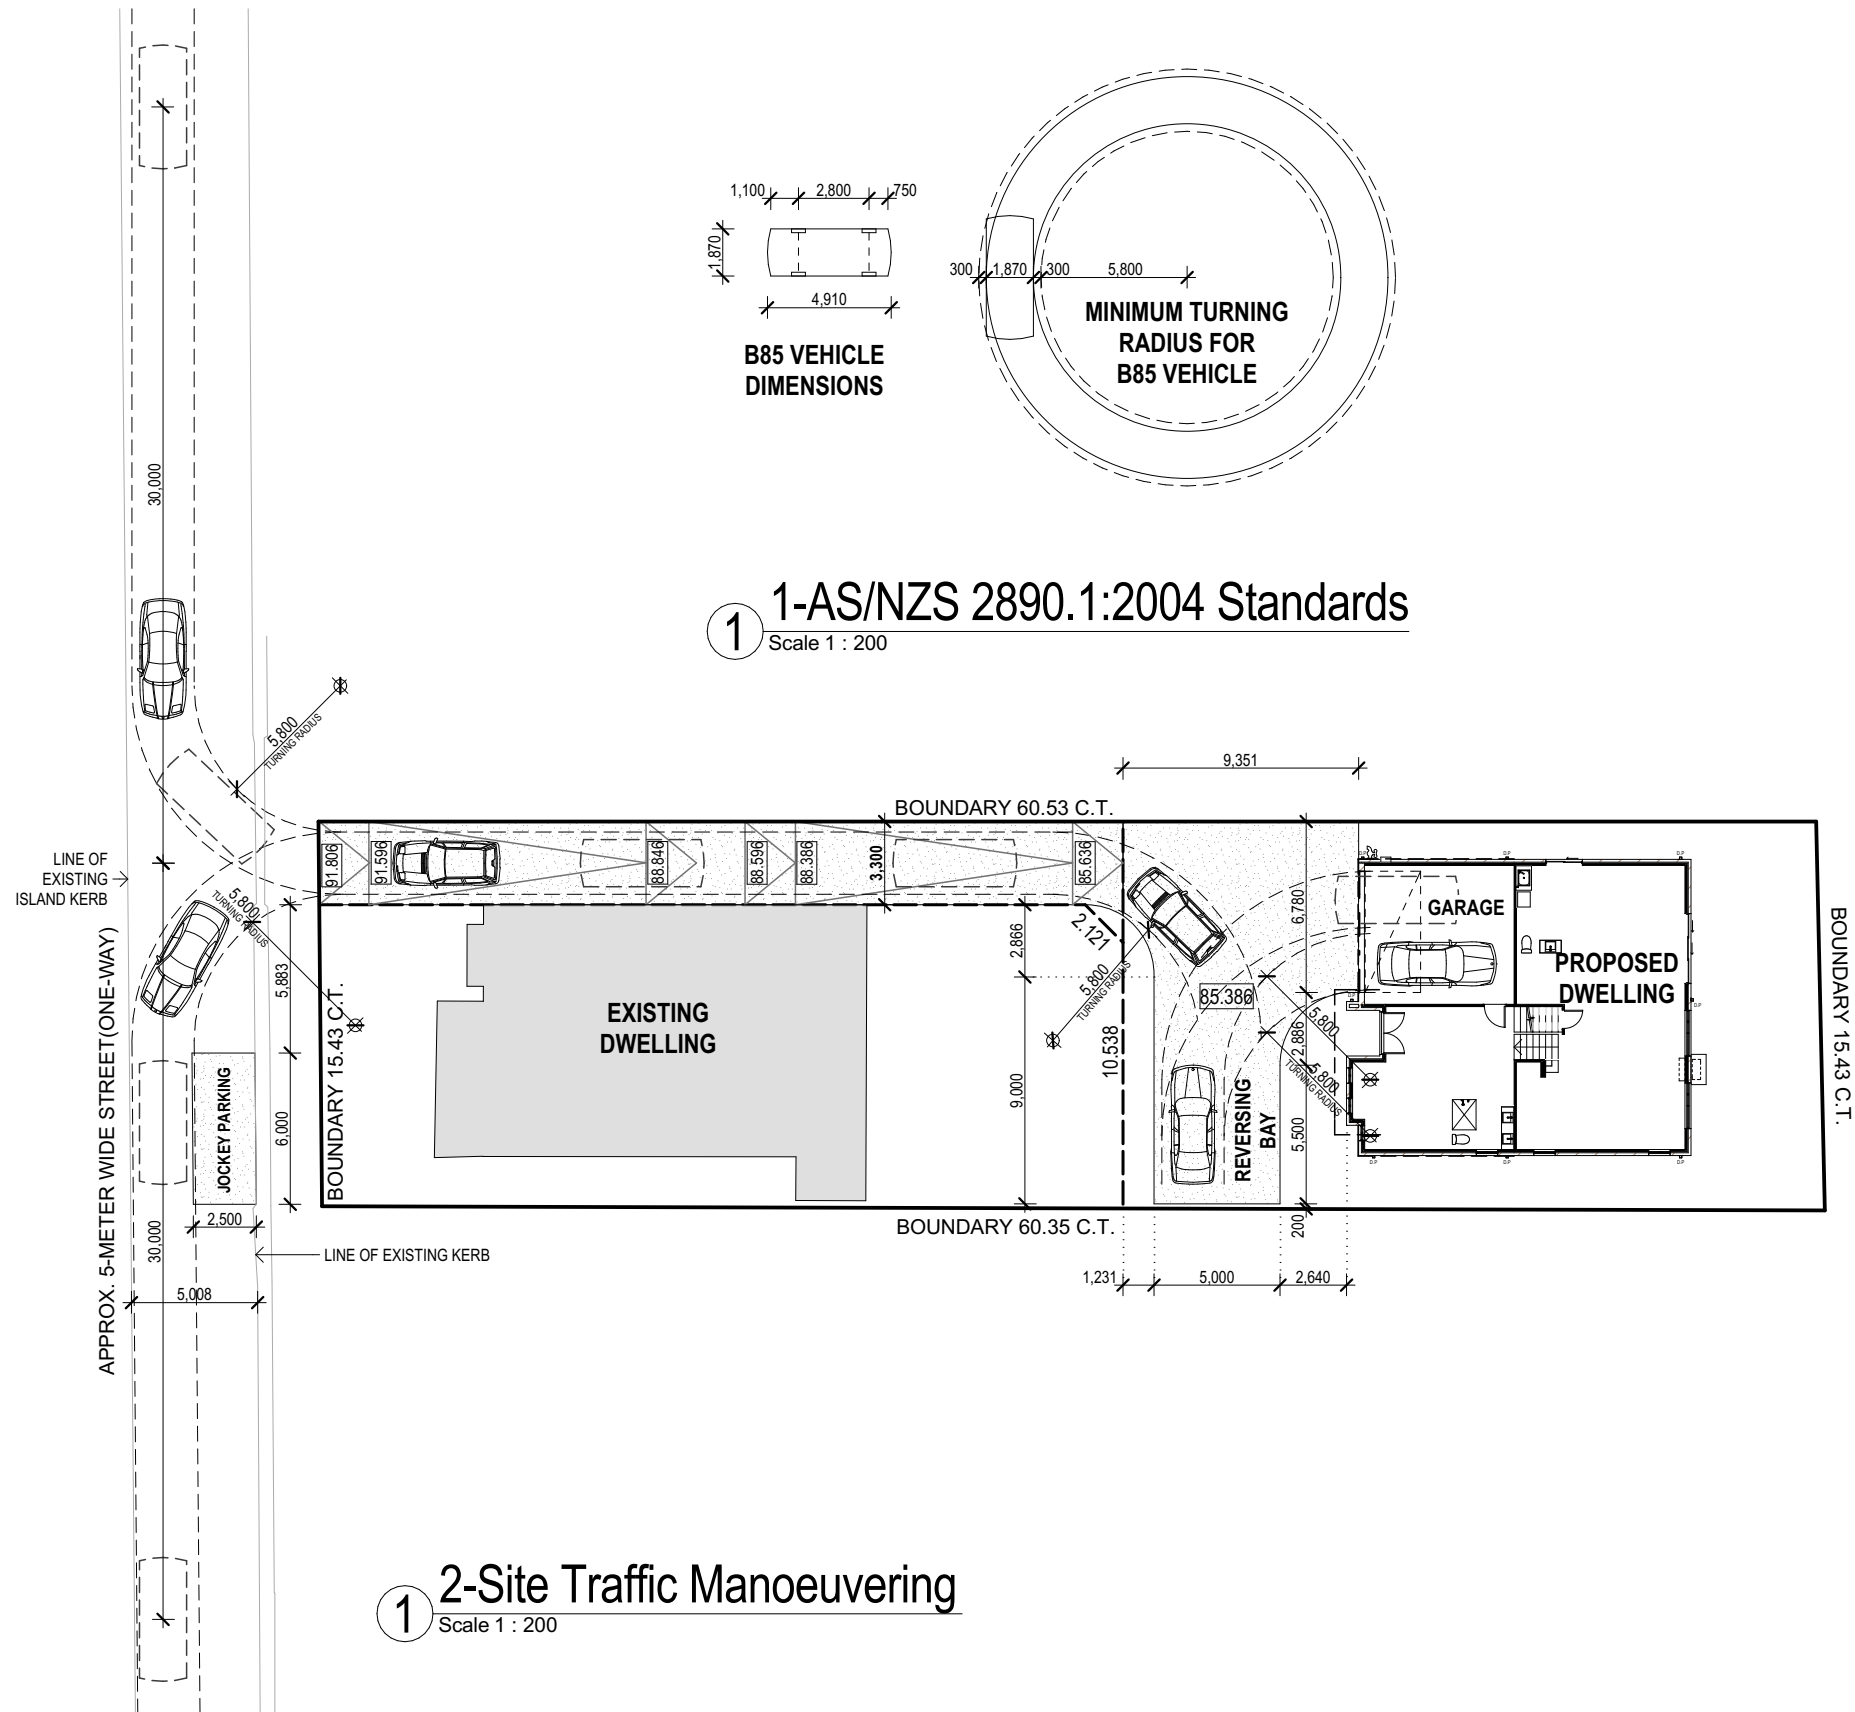 1,100
2,800
750
1,870
4,910
B85 VEHICLE
DIMENSIONS
300
1,870
300
5,800
MINIMUM TURNING
RADIUS FOR
B85 VEHICLE
1
1-AS/NZS 2890.1:2004 Standards
Scale 1 : 200
30,000
5,800
TURNING RADIUS
9,351
BOUNDARY 60.53 C.T.
LINE OF
EXISTING
ISLAND KERB
91.806
91.596
88.846
88.596
88.386
3.300
85.636
5,800
TURNING RADIUS
2.121
2,866
5,800
TURNING RADIUS
6,780
GARAGE
D.P
D.P
D.P
PROPOSED
DWELLING
BOUNDARY 15.43 C.T.
APPROX. 5-METER WIDE STREET(ONE-WAY)
5,883
BOUNDARY 15.43 C.T.
EXISTING
DWELLING
85.386
D.P
D.P
10.538
2,886
5,800
5,800
TURNING RADIUS
JOCKEY PARKING
6,000
9,000
REVERSING
BAY
5,500
D.P
D.P
D.P
2,500
30,000
LINE OF EXISTING KERB
BOUNDARY 60.35 C.T.
200
5,008
1,231
5,000
2,640
1
2-Site Traffic Manoeuvering
Scale 1 : 200